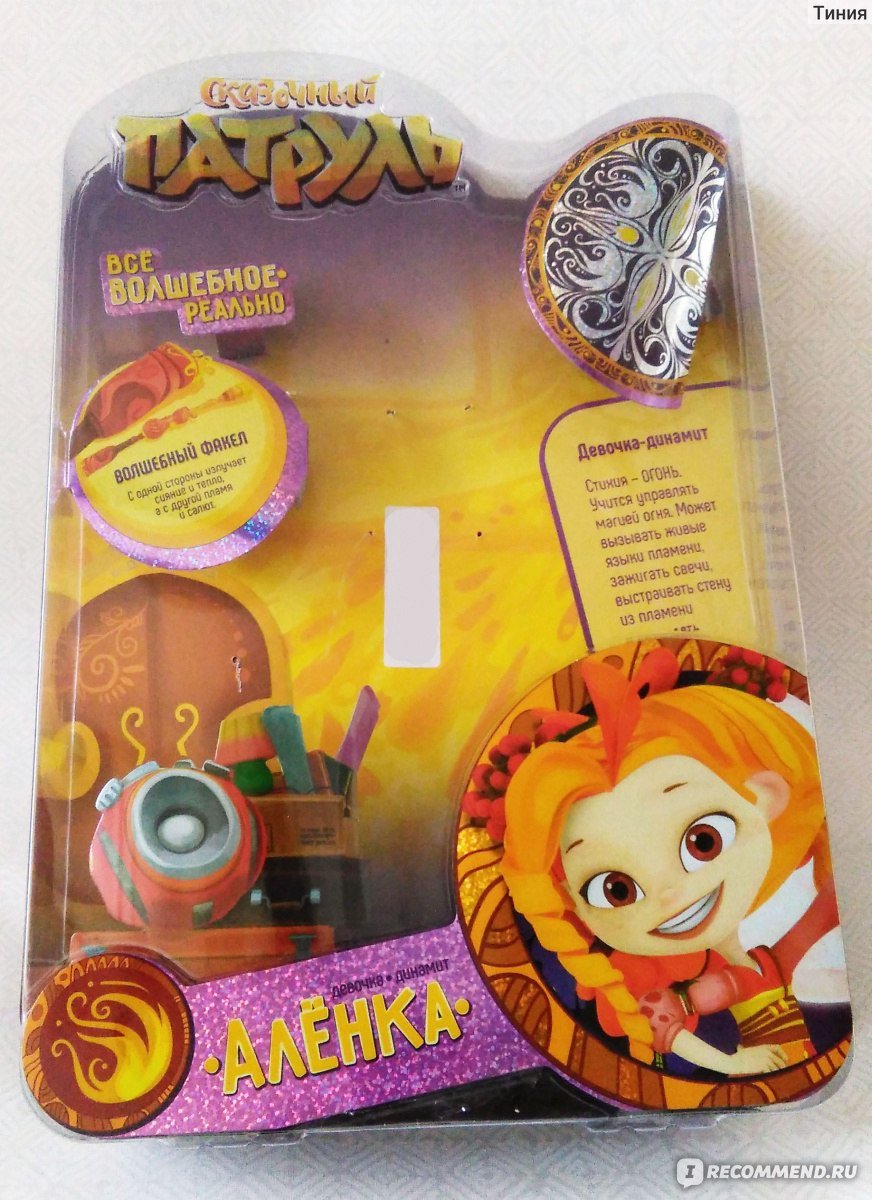 Тиния
Сказочный
ПАТРУЛЬ
TM
ВСЁ
ВОЛШЕБНОЕ-
РЕАЛЬНО
ВОЛШЕБНЫЙ ФАКЕЛ
С одной стороны излучает
сияние и тепло,
а с другой пламя
и салют.
Девочка-динамит
Стихия – ОГОНЬ.
Учится управлять
магией огня. Может
вызывать живые
языки пламени,
зажигать свечи,
выстраивать стену
из пламени
девочка • динамит
•АЛЁНКА•
I RECOMMEND.RU